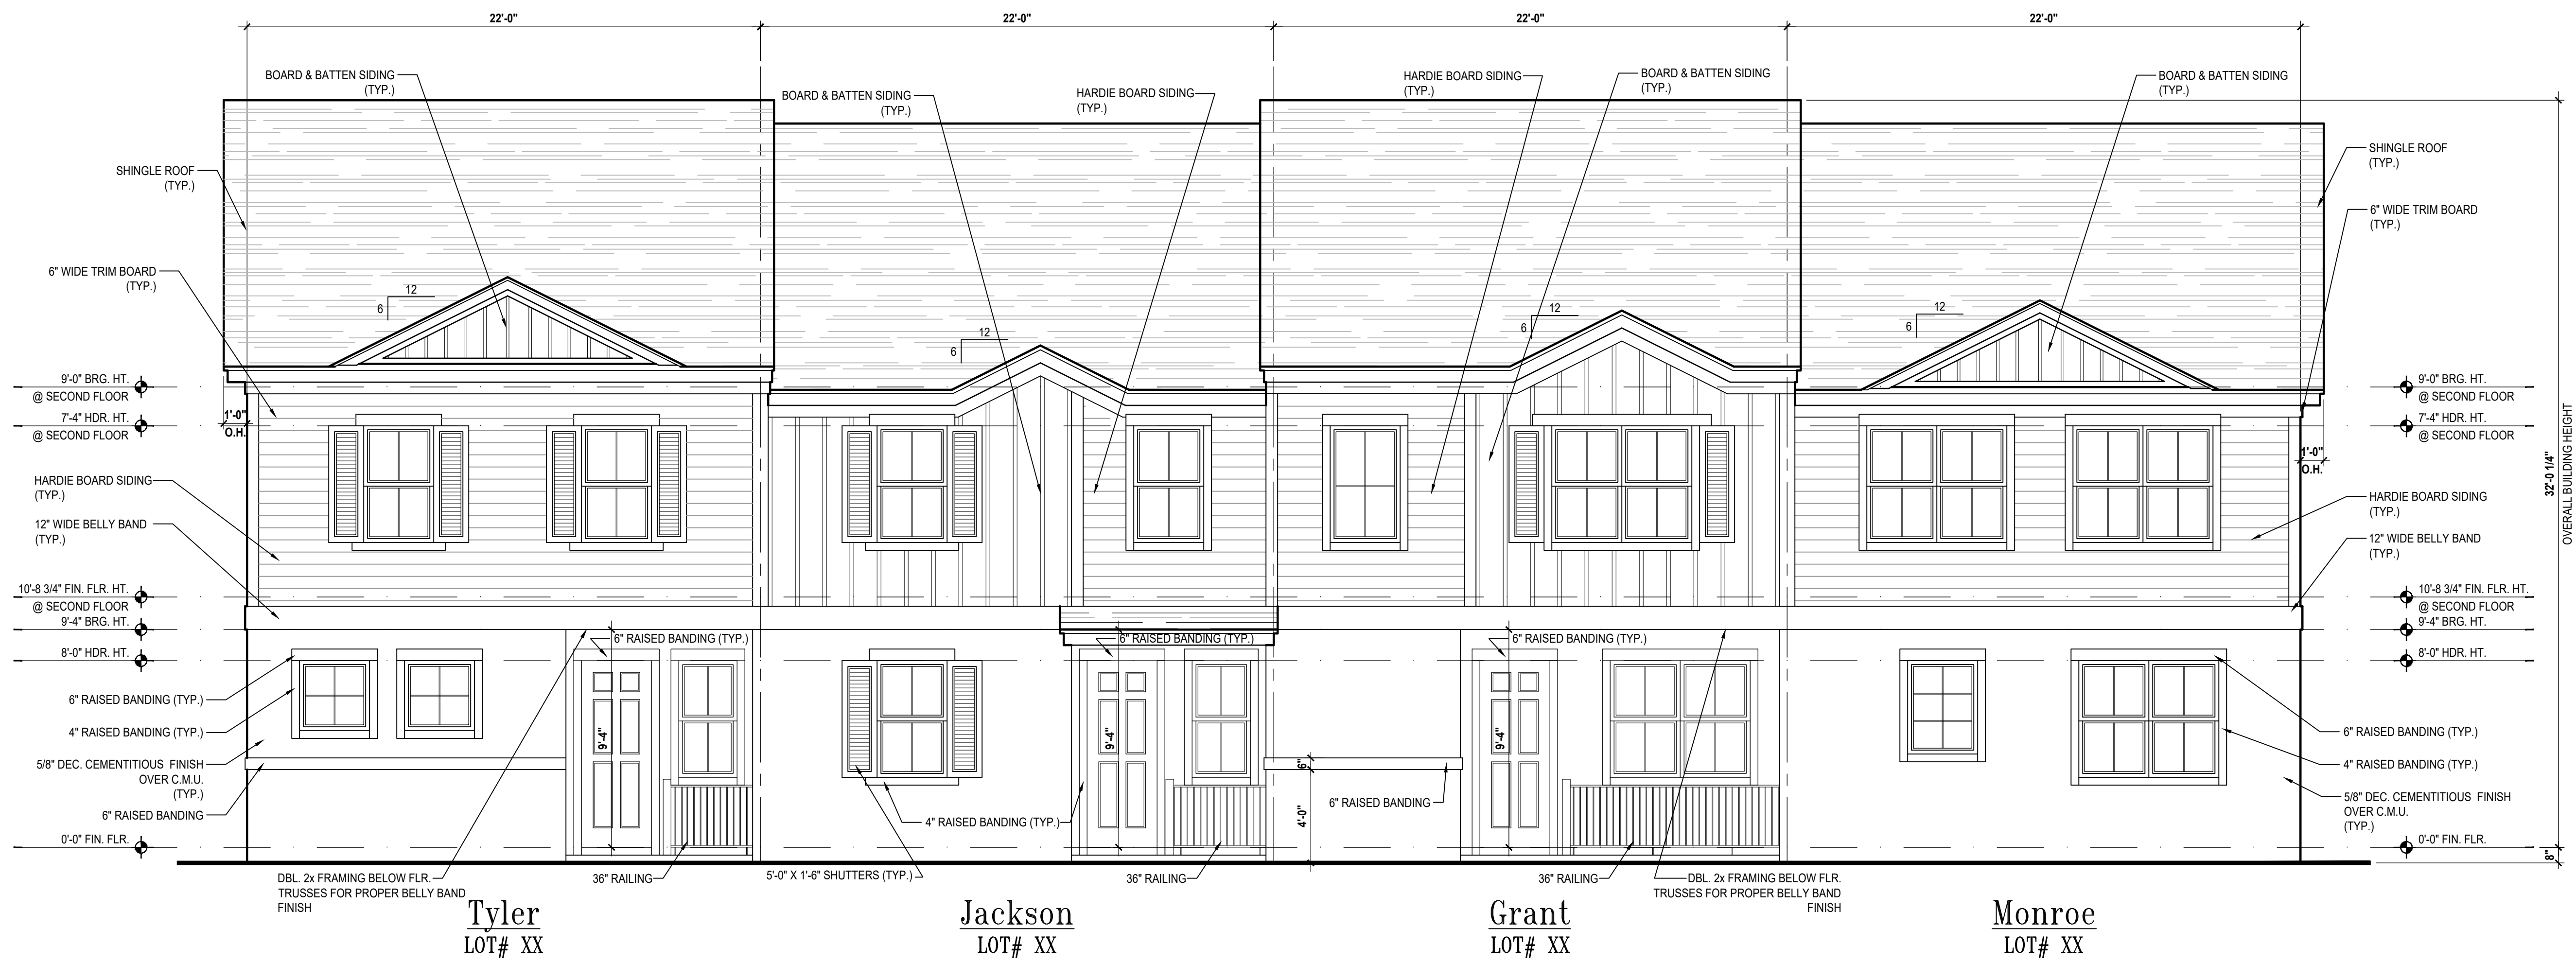 22'-0"
22'-0"
22'-0"
22'-0"
BOARD & BATTEN SIDING
(TYP.)
BOARD & BATTEN SIDING
(TYP.)
HARDIE BOARD SIDING
(TYP.)
HARDIE BOARD SIDING
(TYP.)
BOARD & BATTEN SIDING
(TYP.)
BOARD & BATTEN SIDING
(TYP.)
SHINGLE ROOF
(TYP.)
6" WIDE TRIM BOARD
(TYP.)
12
6
12
6
12
6
12
6
SHINGLE ROOF
(TYP.)
6" WIDE TRIM BOARD
(TYP.)
9'-0" BRG. HT.
@ SECOND FLOOR
7'-4" HDR. HT.
@ SECOND FLOOR
1'-0"
O.H.
HARDIE BOARD SIDING
(TYP.)
12" WIDE BELLY BAND
(TYP.)
10'-8 3/4" FIN. FLR. HT.
@ SECOND FLOOR
9'-4" BRG. HT.
8'-0" HDR. HT.
6" RAISED BANDING (TYP.)
4" RAISED BANDING (TYP.)
5/8" DEC. CEMENTITIOUS FINISH
OVER C.M.U.
(TYP.)
6" RAISED BANDING
0'-0" FIN. FLR.
6" RAISED BANDING (TYP.)
6" RAISED BANDING (TYP.)
6" RAISED BANDING (TYP.)
9'-4"
9'-4"
9'-4"
6"
4'-0"
6" RAISED BANDING
4" RAISED BANDING (TYP.)
9'-0" BRG. HT.
@ SECOND FLOOR
7'-4" HDR. HT.
@ SECOND FLOOR
1'-0"
O.H.
HARDIE BOARD SIDING
(TYP.)
12" WIDE BELLY BAND
(TYP.)
10'-8 3/4" FIN. FLR. HT.
@ SECOND FLOOR
9'-4" BRG. HT.
8'-0" HDR. HT.
6" RAISED BANDING (TYP.)
4" RAISED BANDING (TYP.)
5/8" DEC. CEMENTITIOUS FINISH
OVER C.M.U.
(TYP.)
0'-0" FIN. FLR.
32'-0 1/4"
OVERALL BUILDING HEIGHT
8"
DBL. 2x FRAMING BELOW FLR.
TRUSSES FOR PROPER BELLY BAND
FINISH
36" RAILING
5'-0" X 1'-6" SHUTTERS (TYP.)
36" RAILING
36" RAILING
DBL. 2x FRAMING BELOW FLR.
TRUSSES FOR PROPER BELLY BAND
FINISH
Tyler
LOT# XX
Jackson
LOT# XX
Grant
LOT# XX
Monroe
LOT# XX